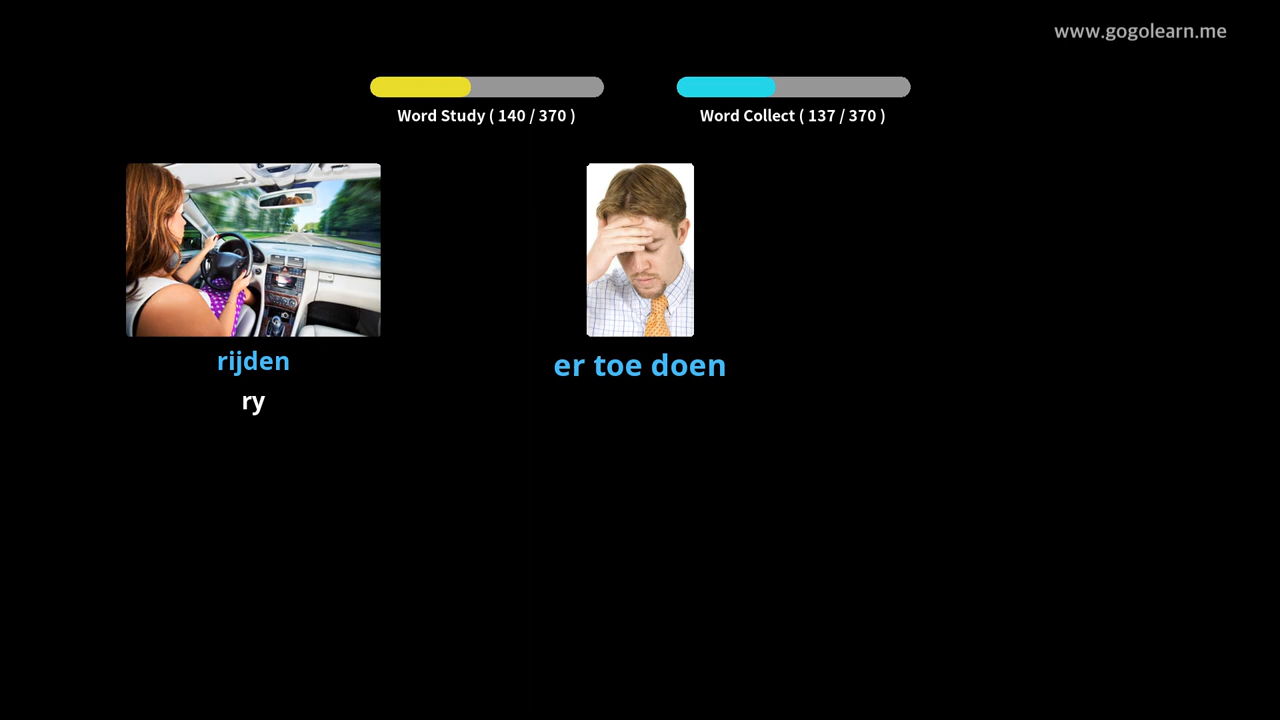 www.gogolearn.me
Word Study ( 140 / 370 )
Word Collect ( 137 / 370 )
rijden
ry
er toe doen